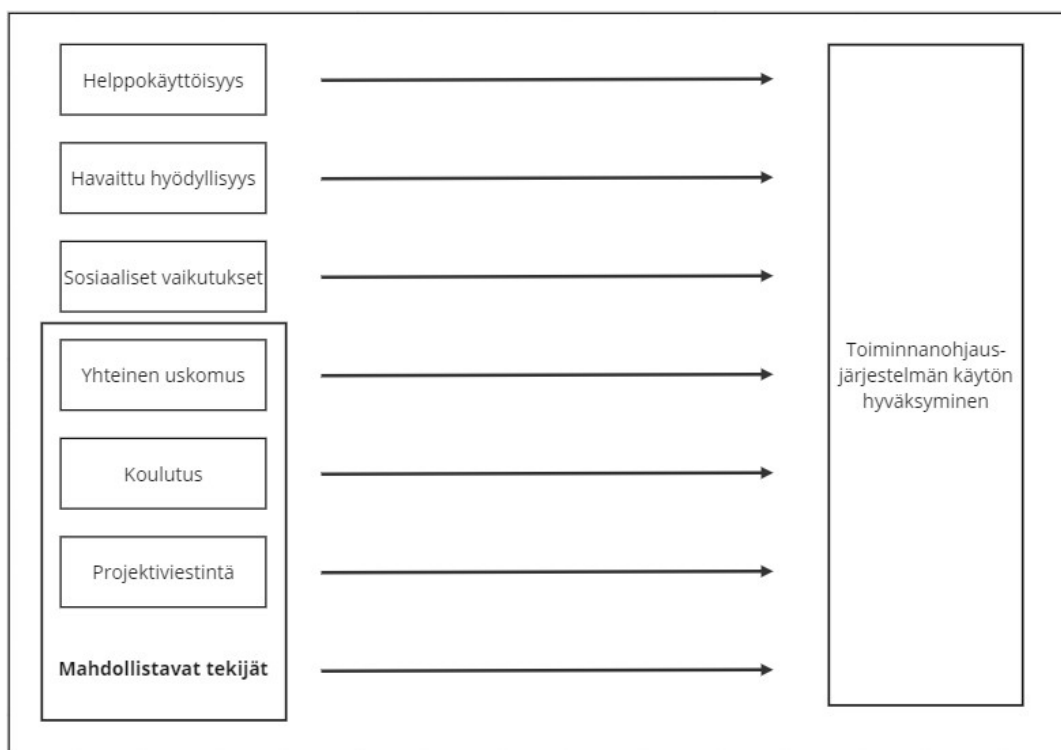 Helppokäyttöisyys
Havaittu hyödyllisyys
Sosiaaliset vaikutukset
Yhteinen uskomus
Koulutus
Projektiviestintä
Mahdollistavat tekijät
Toiminnanohjaus-
järjestelmän käytön
hyväksyminen